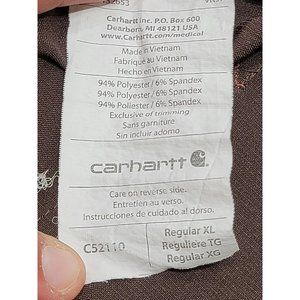 Carhartt Inc. P.O. Box 600
Dearborn, MI 48121 USA
www.Carhartt.com/medical
Made in Vietnam
Fabriqué au Vietnam
Hecho en Vietnam
94% Polyester / 6% Spandex
94% Polyester / 6% Spandex
94% Polyester / 6% Spandex
Exclusive of trimming
Sans garniture
Sin incluir adorno
carhartt
Care on reverse side.
Entretien au verso.
Instrucciones de cuidado al dorso.
C52110
Regular XL
Reguliere TG
Regular XG